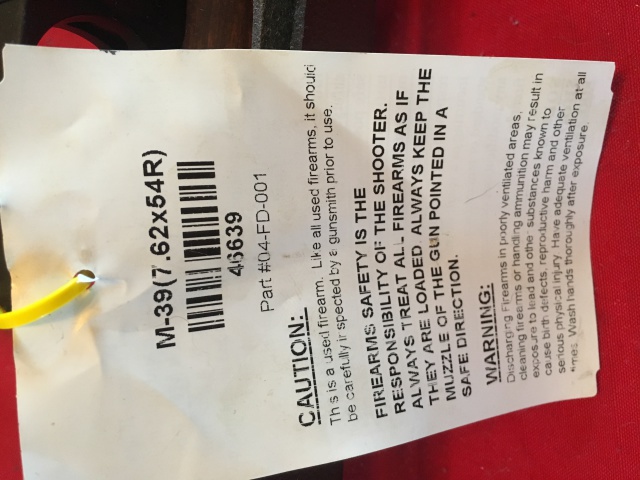 M-39(7.62x54R)
46639
Part #04-FD-001
CAUTION:
Th s is a used firearm. Like all used firearms, it should
be carefully ir spected by a gunsmith prior to use.
FIREARMS SAFETY IS THE
RESPONSIBILITY OF THE SHOOTER.
ALWAYS TREAT ALL FIREARMS AS IF
THEY ARE LOADED. ALWAYS KEEP THE
MUZZLE OF THE GUN POINTED IN A
SAFE DIRECTION.
WARNING:
Discharging Firearms in poorly ventilated areas,
cleaning firearms or handling ammunition may result in
exposure to lead and other substances known to
cause birth defects, reproductive harm and other
serious physical injury. Have adequate ventilation at all
times. Wash hands thoroughly after exposure.